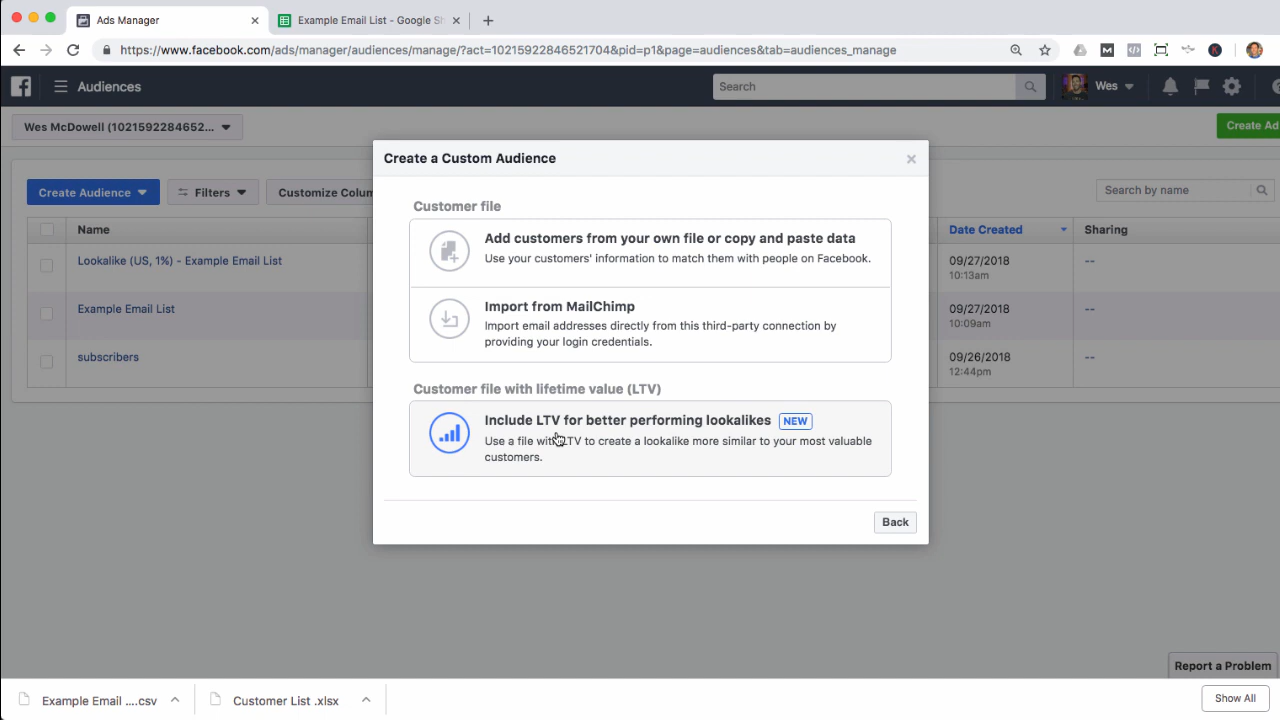 Ads Manager
Example Email List - Google Sh
https://www.facebook.com/ads/manager/audiences/manage/?act=10215922846521704&pid=p1&page=audiences&tab=audiences_manage
Audiences
Search
Wes
Wes McDowell (1021592284652...
Create Ad
Create a Custom Audience
Create Audience
Filters
Customize Colum
Search by name
Name
Date Created
Sharing
Lookalike (US, 1%) - Example Email List
09/27/2018
10:13am
--
Example Email List
09/27/2018
10:09am
--
subscribers
09/26/2018
12:44pm
--
Customer file
Add customers from your own file or copy and paste data
Use your customers' information to match them with people on Facebook.
Import from MailChimp
Import email addresses directly from this third-party connection by
providing your login credentials.
Customer file with lifetime value (LTV)
Include LTV for better performing lookalikes NEW
Use a file with LTV to create a lookalike more similar to your most valuable
customers.
Back
Report a Problem
Example Email ....csv
Customer List .xlsx
Show All